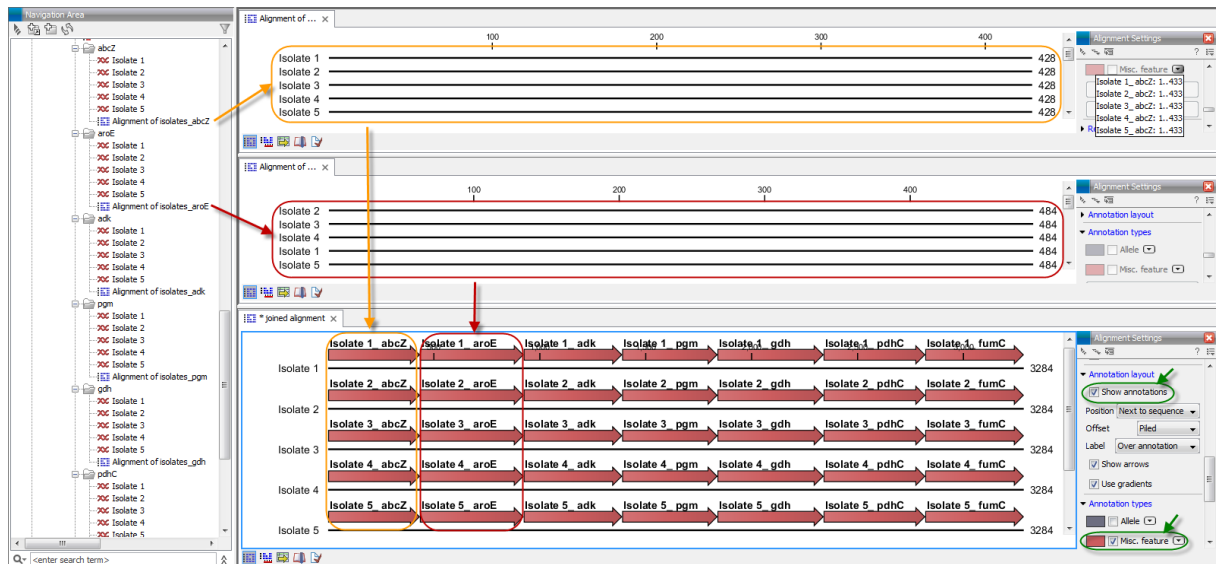 Navigation Area
abcZ
Isolate 1
Isolate 2
Isolate 3
Isolate 4
Isolate 5
Alignment of isolates_abcZ
aroE
Isolate 1
Isolate 2
Isolate 3
Isolate 4
Isolate 5
Alignment of isolates_aroE
adk
Isolate 1
Isolate 2
Isolate 3
Isolate 4
Isolate 5
Alignment of isolates_adk
pgm
Isolate 1
Isolate 2
Isolate 3
Isolate 4
Isolate 5
Alignment of isolates_pgm
gdh
Isolate 1
Isolate 2
Isolate 3
Isolate 4
Isolate 5
Alignment of isolates_gdh
pdhC
Isolate 1
Isolate 2
Isolate 3
Isolate 4
Isolate 5
<enter search term>
Alignment of ...
100 200 300 400
Isolate 1 428
Isolate 2 428
Isolate 3 428
Isolate 4 428
Isolate 5 428
Alignment Settings
?
Misc. feature
Isolate 1_ abcZ: 1..433
Isolate 2_ abcZ: 1..433
Isolate 3_ abcZ: 1..433
Isolate 4_ abcZ: 1..433
Isolate 5_ abcZ: 1..433
Alignment of ...
100 200 300 400
Isolate 2 484
Isolate 3 484
Isolate 4 484
Isolate 1 484
Isolate 5 484
Alignment Settings
?
Annotation layout
Annotation types
Allele
Misc. feature
* joined alignment
Isolate 1_ abcZ Isolate 1_ aroE Isolate 1_ adk Isolate 1_ pgm Isolate 1_ gdh Isolate 1_ pdhC Isolate 1_ fumC
Isolate 1 3284
Isolate 2_ abcZ Isolate 2_ aroE Isolate 2_ adk Isolate 2_ pgm Isolate 2_ gdh Isolate 2_ pdhC Isolate 2_ fumC
Isolate 2 3284
Isolate 3_ abcZ Isolate 3_ aroE Isolate 3_ adk Isolate 3_ pgm Isolate 3_ gdh Isolate 3_ pdhC Isolate 3_ fumC
Isolate 3 3284
Isolate 4_ abcZ Isolate 4_ aroE Isolate 4_ adk Isolate 4_ pgm Isolate 4_ gdh Isolate 4_ pdhC Isolate 4_ fumC
Isolate 4 3284
Isolate 5_ abcZ Isolate 5_ aroE Isolate 5_ adk Isolate 5_ pgm Isolate 5_ gdh Isolate 5_ pdhC Isolate 5_ fumC
Isolate 5 3284
Alignment Settings
?
Annotation layout
Show annotations
Position Next to sequence
Offset Piled
Label Over annotation
Show arrows
Use gradients
Annotation types
Allele
Misc. feature